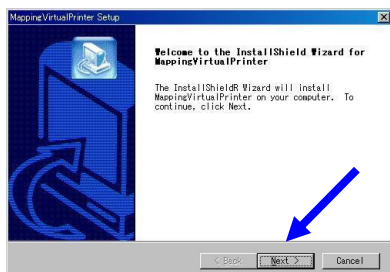 MappingVirtualPrinter Setup
Welcome to the InstallShield Wizard for
MappingVirtualPrinter
The InstallShieldR Wizard will install
MappingVirtualPrinter on your computer. To
continue, click Next.
< Back Next > Cancel